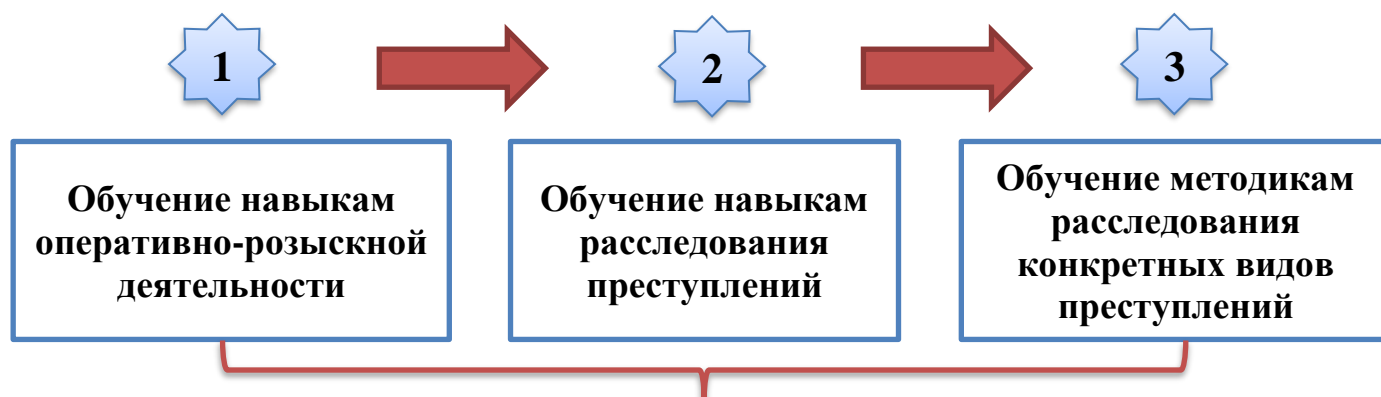 1
2
3
Обучение навыкам
оперативно-розыскной
деятельности
Обучение навыкам
расследования
преступлений
Обучение методикам
расследования
конкретных видов
преступлений